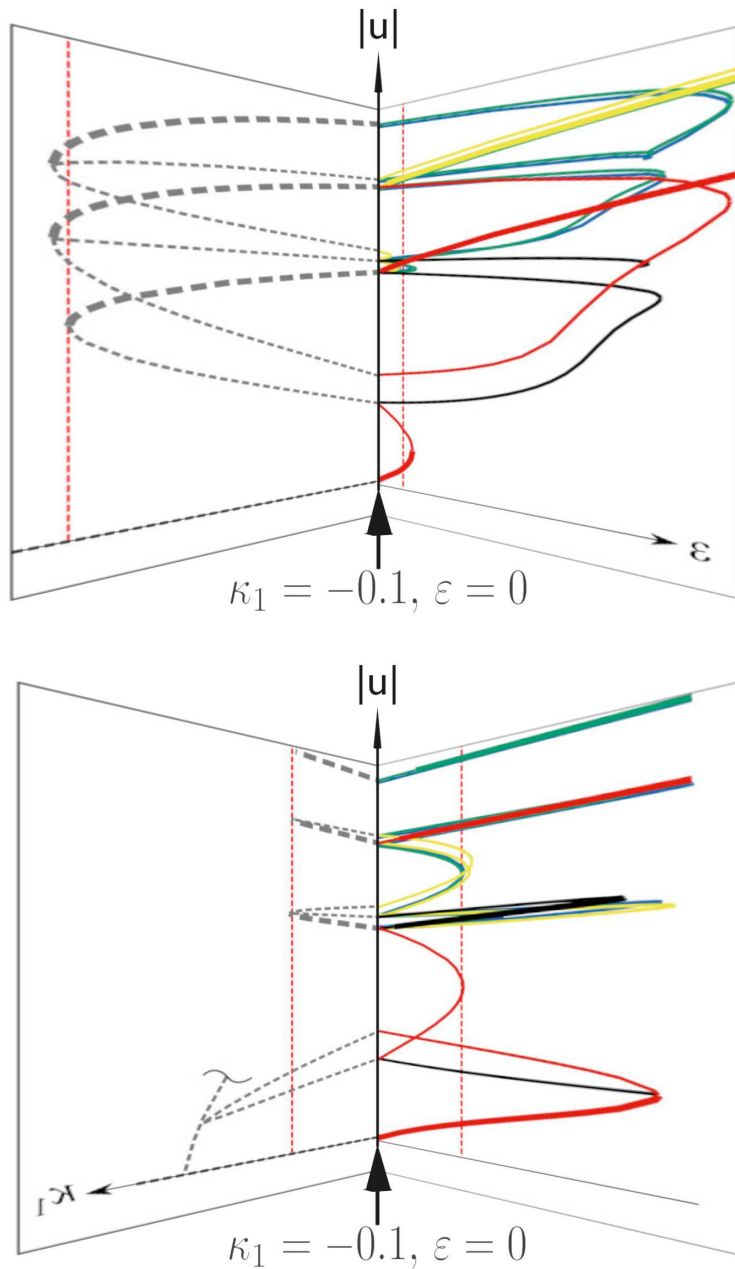 |u|
ε
κ₁ = −0.1, ε = 0
|u|
κ₁
κ₁ = −0.1, ε = 0